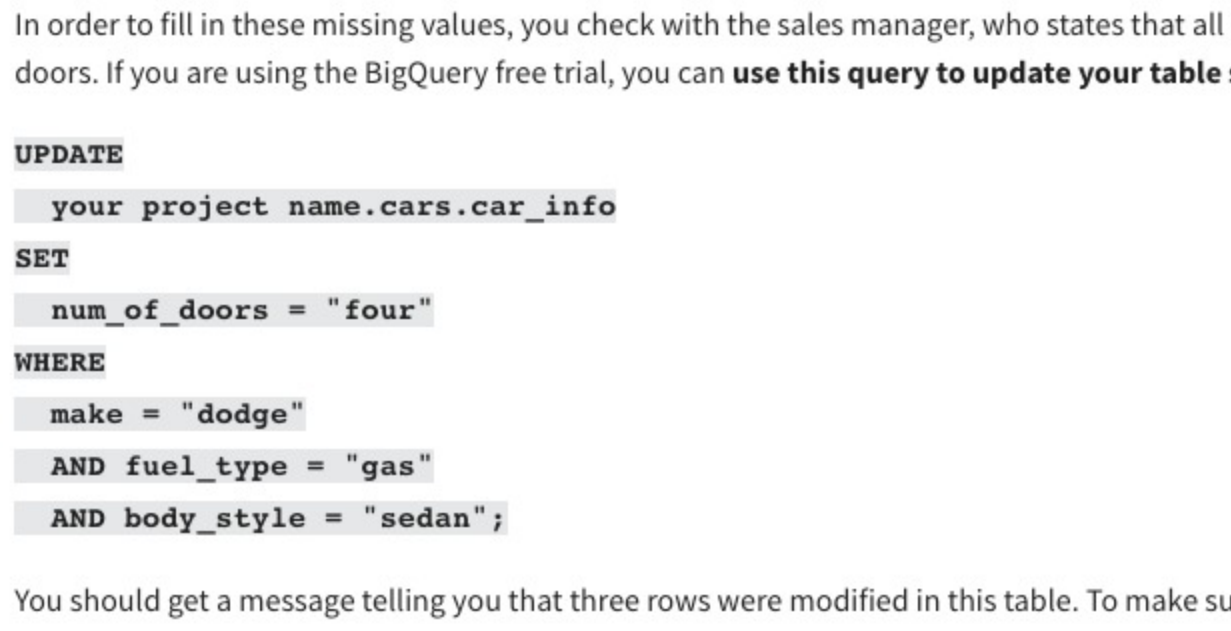 In order to fill in these missing values, you check with the sales manager, who states that all
doors. If you are using the BigQuery free trial, you can use this query to update your table
UPDATE
your project name.cars.car_info
SET
num_of_doors = "four"
WHERE
make = "dodge"
AND fuel_type = "gas"
AND body_style = "sedan";
You should get a message telling you that three rows were modified in this table. To make su